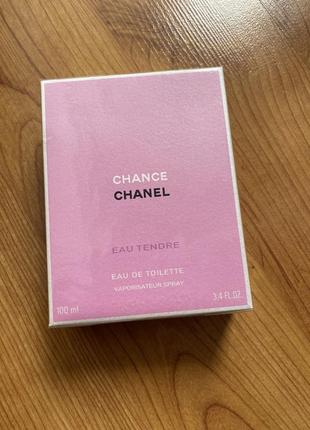 CHANCE
CHANEL
EAU TENDRE
EAU DE TOILETTE
VAPORISATEUR SPRAY
100 ml 3.4 FL.OZ.